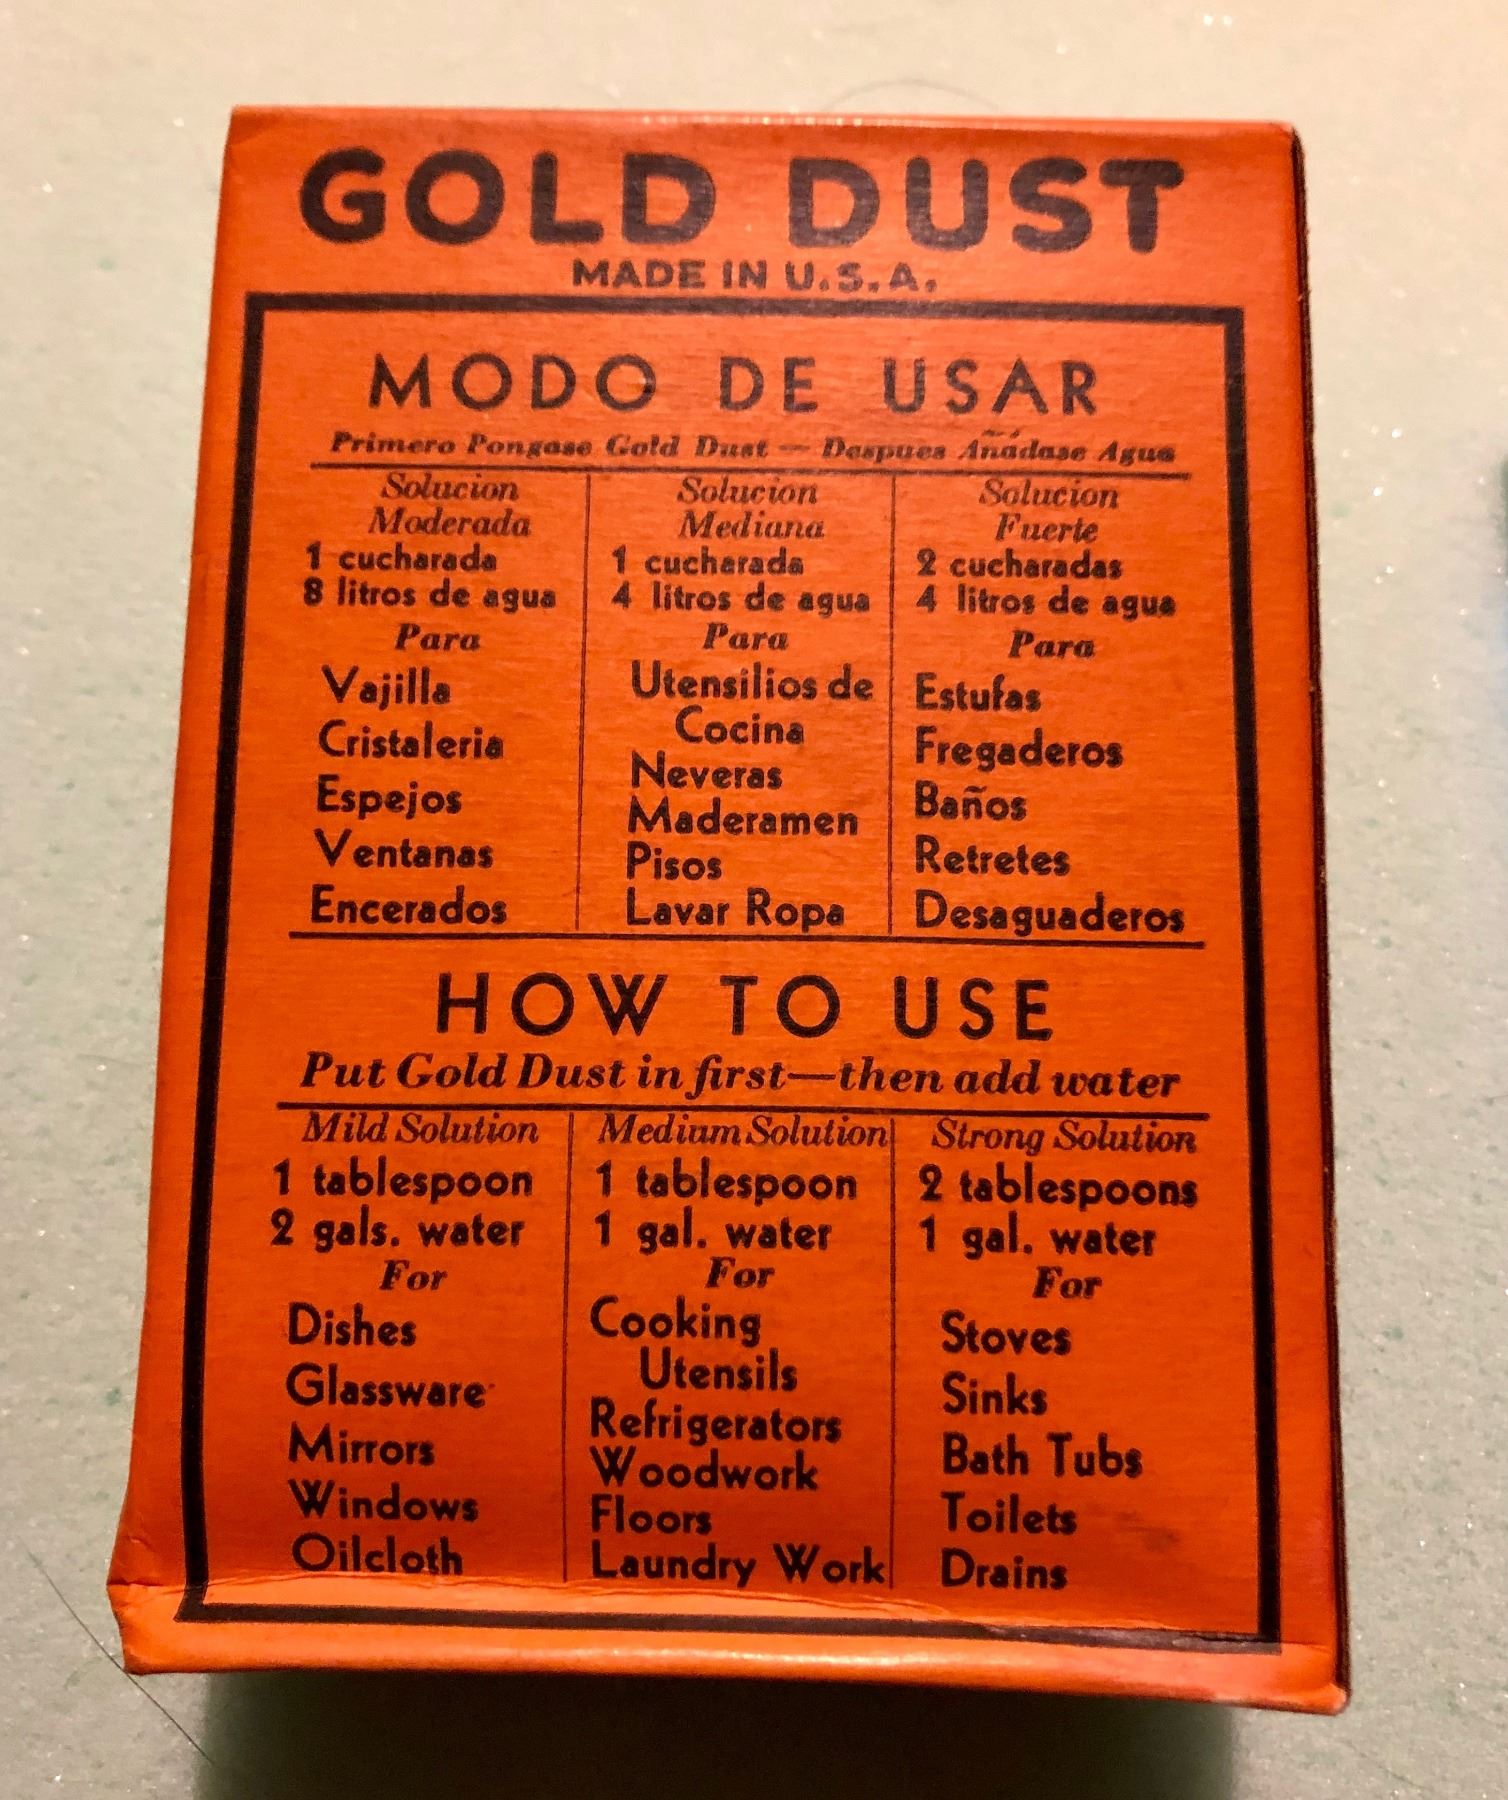 GOLD DUST
MADE IN U.S.A.
MODO DE USAR
Primero Pongase Gold Dust — Despues Añádase Agua
Solucion
Moderada
1 cucharada
8 litros de agua
Para
Vajilla
Cristaleria
Espejos
Ventanas
Encerados
Solucion
Mediana
1 cucharada
4 litros de agua
Para
Utensilios de
Cocina
Neveras
Maderamen
Pisos
Lavar Ropa
Solucion
Fuerte
2 cucharadas
4 litros de agua
Para
Estufas
Fregaderos
Baños
Retretes
Desaguaderos
HOW TO USE
Put Gold Dust in first—then add water
Mild Solution
1 tablespoon
2 gals. water
For
Dishes
Glassware
Mirrors
Windows
Oilcloth
Medium Solution
1 tablespoon
1 gal. water
For
Cooking
Utensils
Refrigerators
Woodwork
Floors
Laundry Work
Strong Solution
2 tablespoons
1 gal. water
For
Stoves
Sinks
Bath Tubs
Toilets
Drains